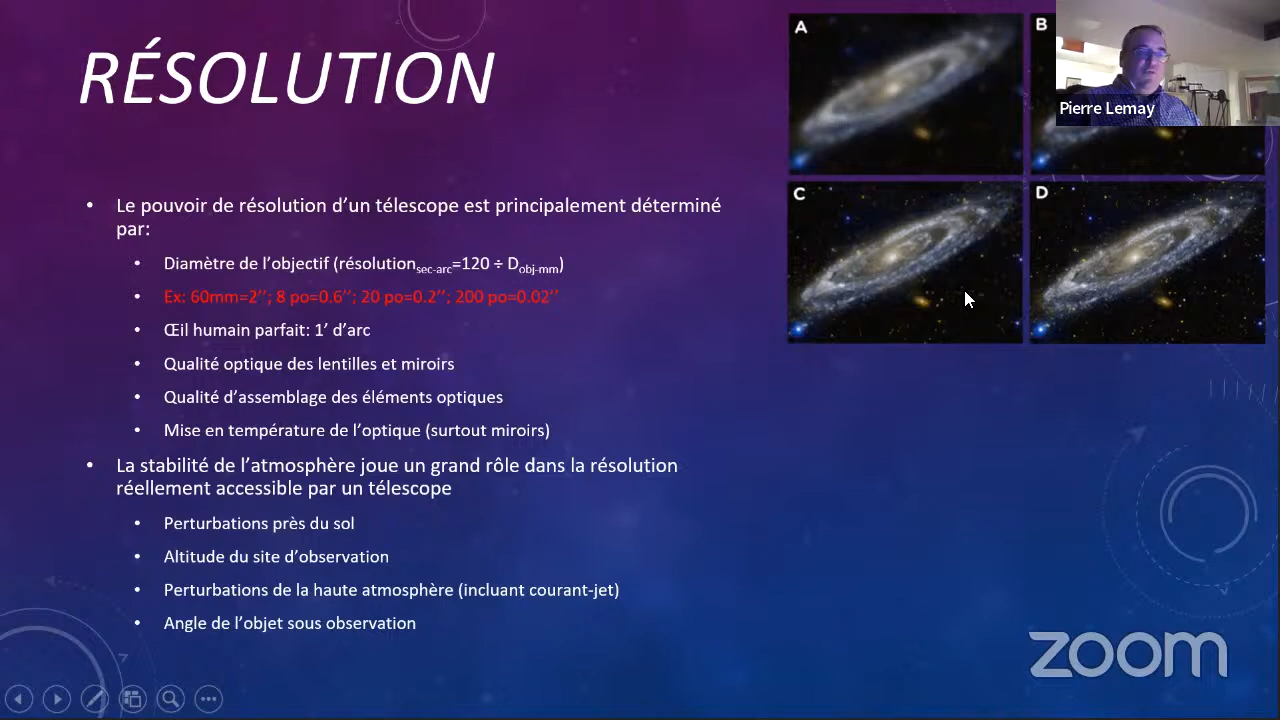 RÉSOLUTION
A
B
Pierre Lemay
C
D
• Le pouvoir de résolution d’un télescope est principalement déterminé
par:
• Diamètre de l’objectif (résolutionsec-arc=120 ÷ Dobj-mm)
• Ex: 60mm=2’’; 8 po=0.6’’; 20 po=0.2’’; 200 po=0.02’’
• Œil humain parfait: 1’ d’arc
• Qualité optique des lentilles et miroirs
• Qualité d’assemblage des éléments optiques
• Mise en température de l’optique (surtout miroirs)
• La stabilité de l’atmosphère joue un grand rôle dans la résolution
réellement accessible par un télescope
• Perturbations près du sol
• Altitude du site d’observation
• Perturbations de la haute atmosphère (incluant courant-jet)
• Angle de l’objet sous observation
zoom